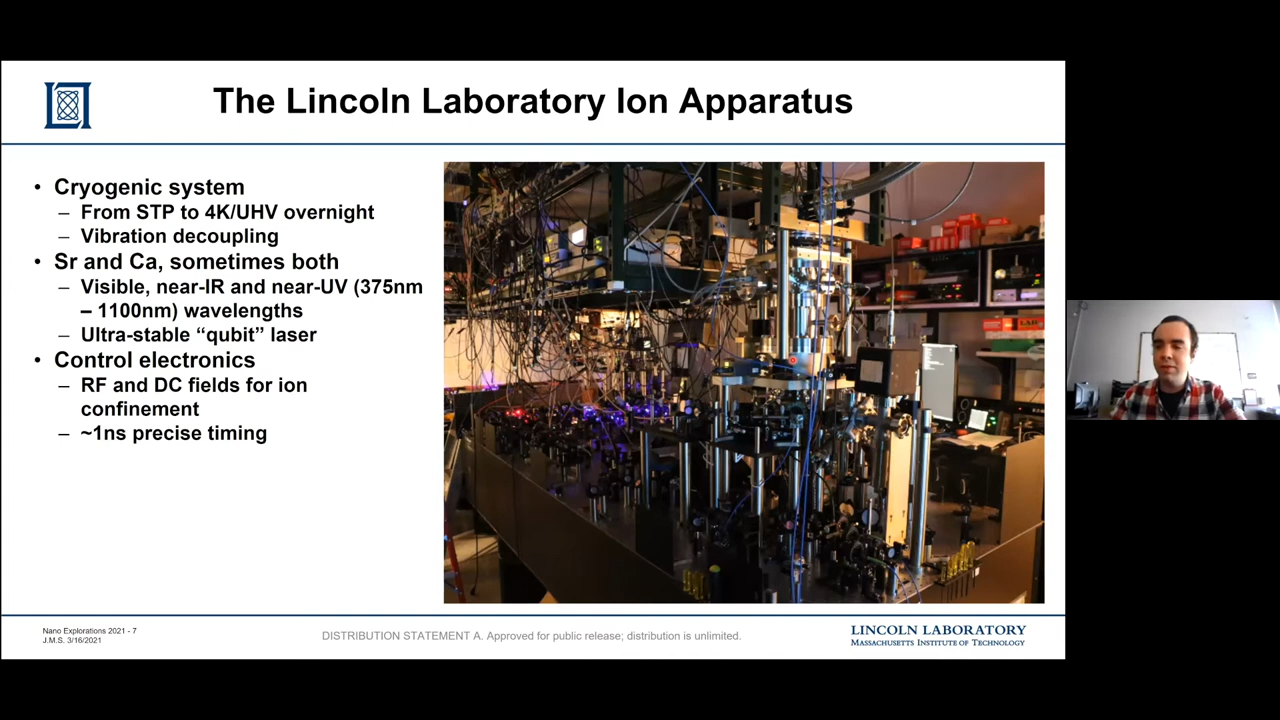 The Lincoln Laboratory Ion Apparatus
• Cryogenic system
– From STP to 4K/UHV overnight
– Vibration decoupling
• Sr and Ca, sometimes both
– Visible, near-IR and near-UV (375nm
– 1100nm) wavelengths
– Ultra-stable “qubit” laser
• Control electronics
– RF and DC fields for ion
confinement
– ~1ns precise timing
Nano Explorations 2021 - 7
J.M.S. 3/16/2021
DISTRIBUTION STATEMENT A. Approved for public release; distribution is unlimited.
LINCOLN LABORATORY
MASSACHUSETTS INSTITUTE OF TECHNOLOGY